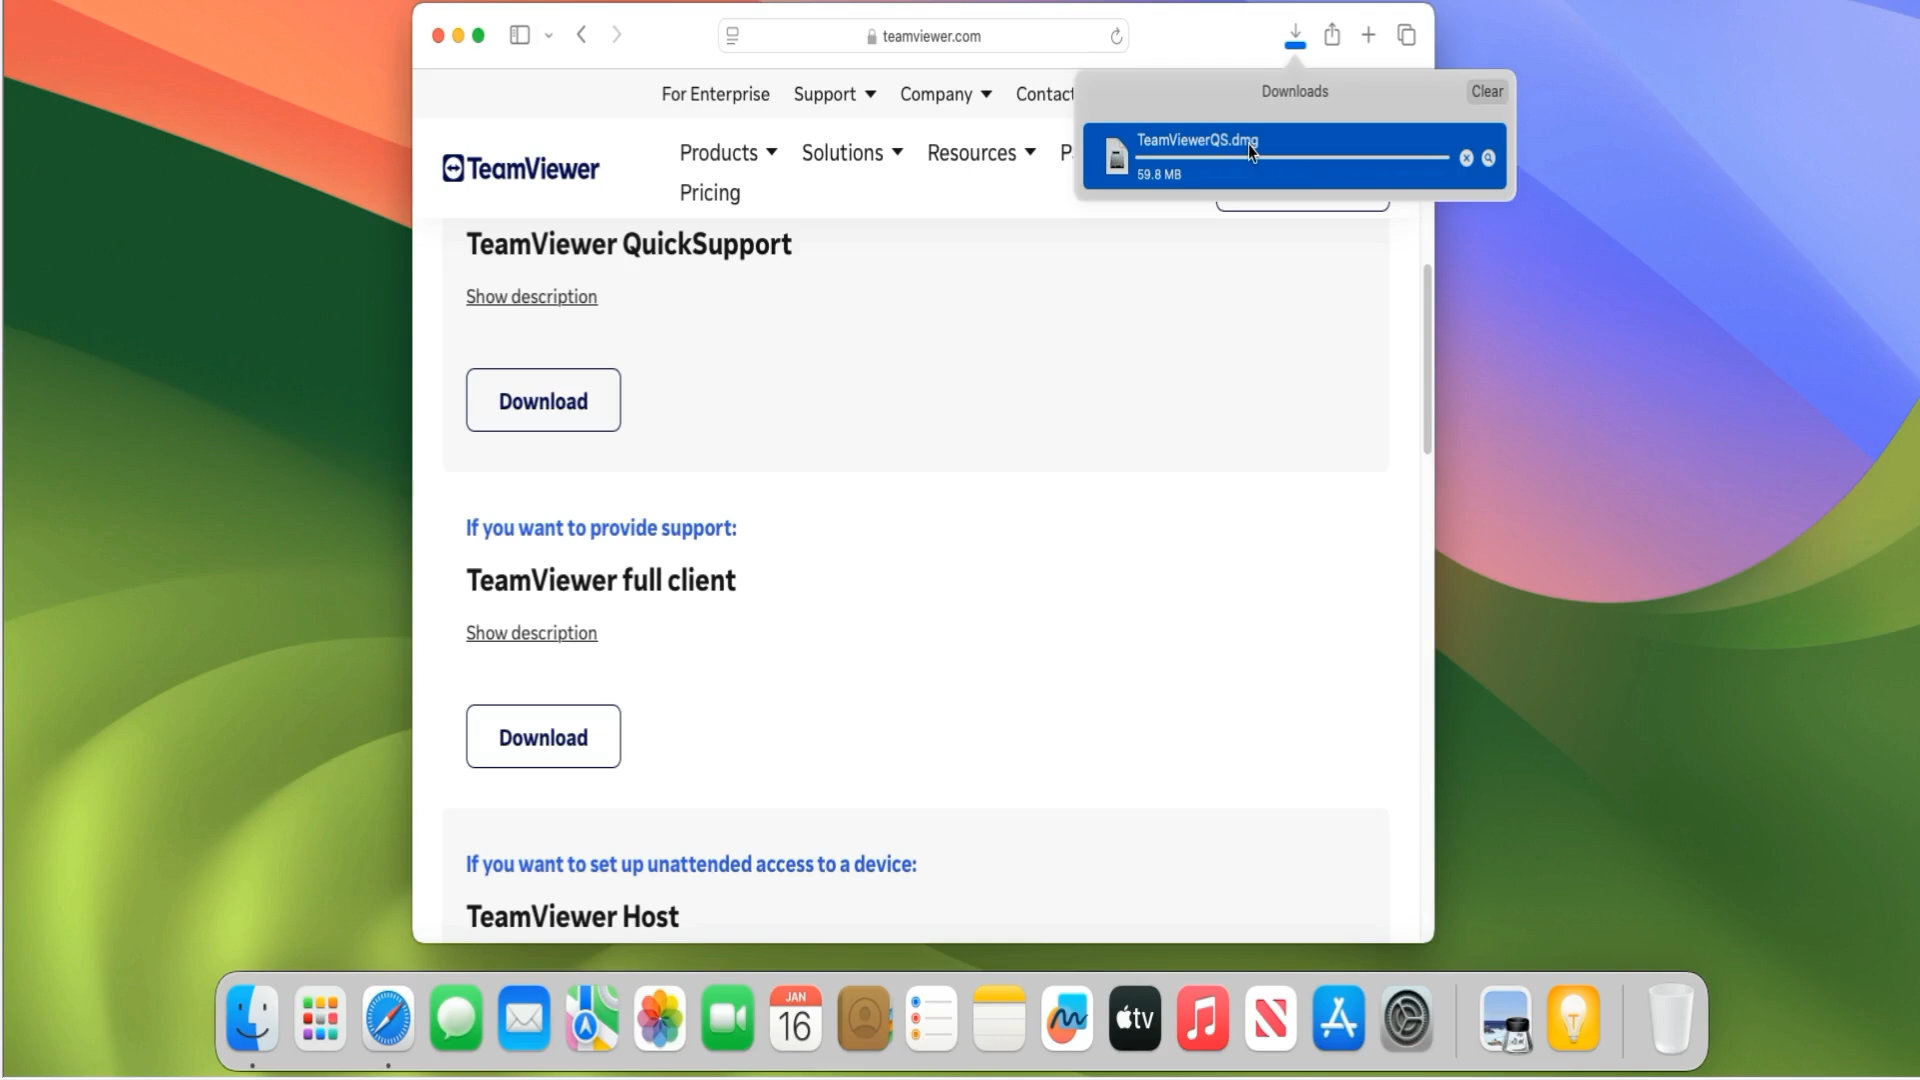 teamviewer.com
For Enterprise Support Company Contact
Downloads Clear
TeamViewerQS.dmg
59.8 MB
TeamViewer
Products Solutions Resources P
Pricing
TeamViewer QuickSupport
Show description
Download
If you want to provide support:
TeamViewer full client
Show description
Download
If you want to set up unattended access to a device:
TeamViewer Host
JAN
16
tv